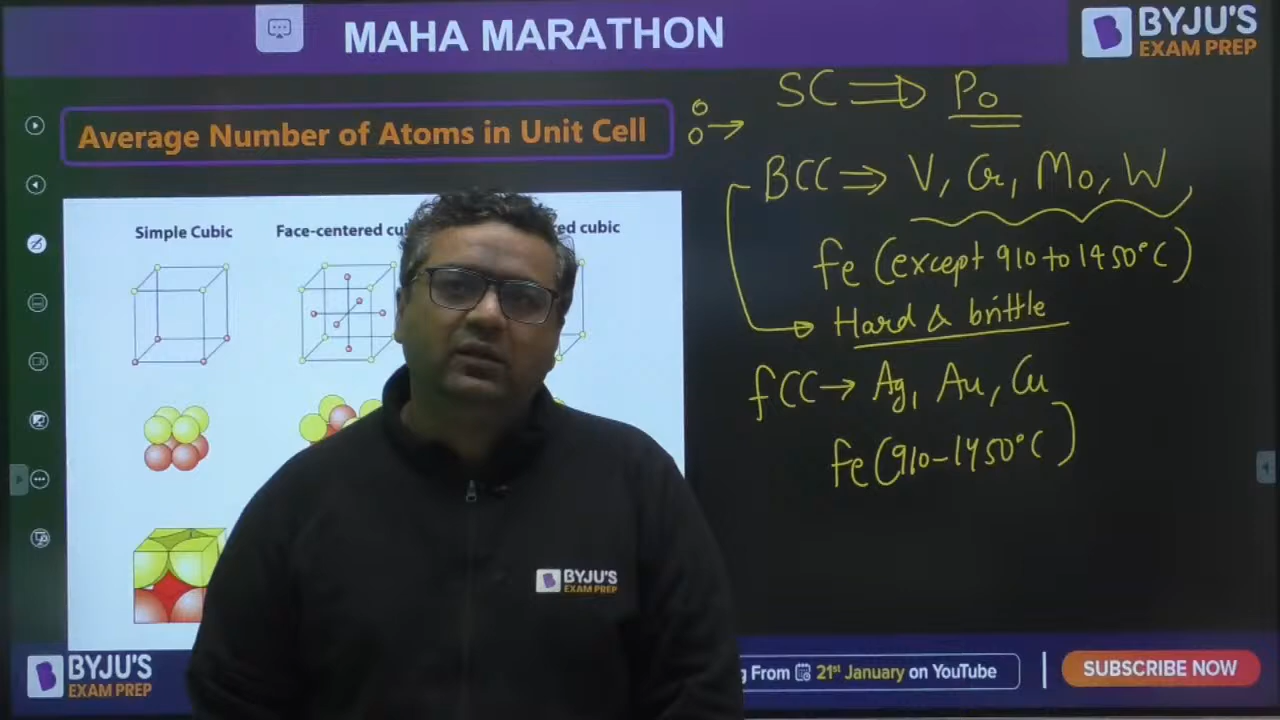 MAHA MARATHON
BYJU'S
EXAM PREP
Average Number of Atoms in Unit Cell
Simple Cubic
Face-centered cu
ed cubic
SC ⇒ Po
BCC ⇒ V, Cr, Mo, W,
fe (except 910 to 1450°C)
Hard & brittle
fCC → Ag, Au, Cu
fe (910-1450°C)
BYJU'S
EXAM PREP
BYJU'S
EXAM PREP
g From 21st January on YouTube
SUBSCRIBE NOW